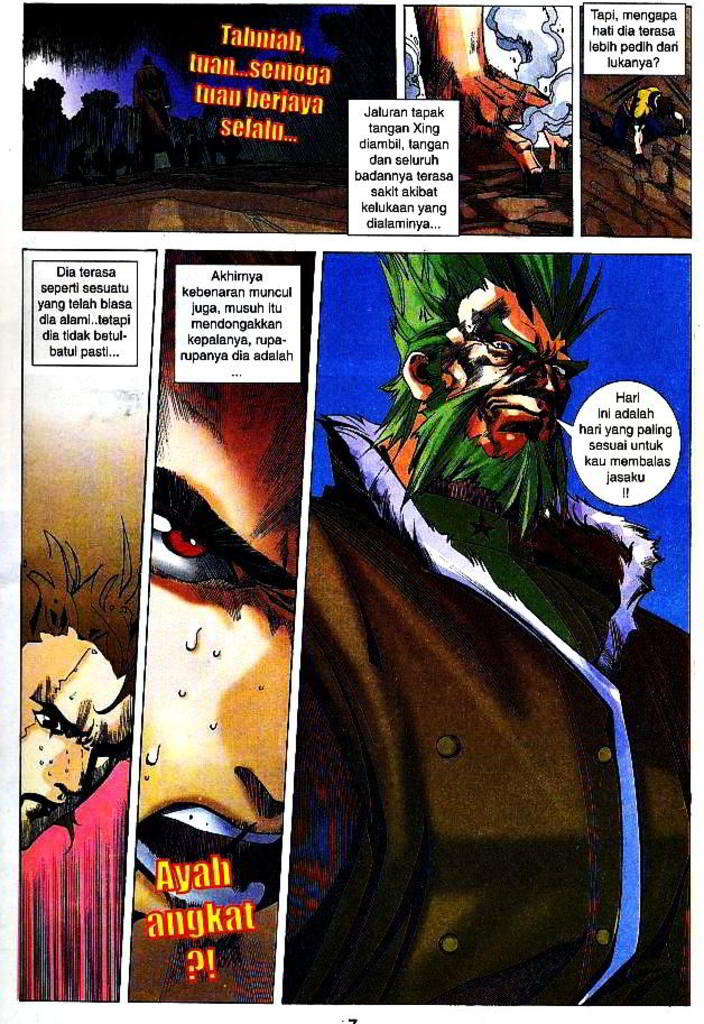 Tahniah,
tuan...semoga
tuan berjaya
selalu...
Jaluran tapak
tangan Xing
diambil, tangan
dan seluruh
badannya terasa
sakit akibat
kelukaan yang
dialaminya...
Tapi, mengapa
hati dia terasa
lebih pedih dari
lukanya?
Dia terasa
seperti sesuatu
yang telah biasa
dia alami..tetapi
dia tidak betul-
batul pasti...
Akhirnya
kebenaran muncul
juga, musuh itu
mendongakkan
kepalanya, rupa-
rupanya dia adalah
...
Hari
ini adalah
hari yang paling
sesuai untuk
kau membalas
jasaku
!!
Ayah
angkat
?!
7